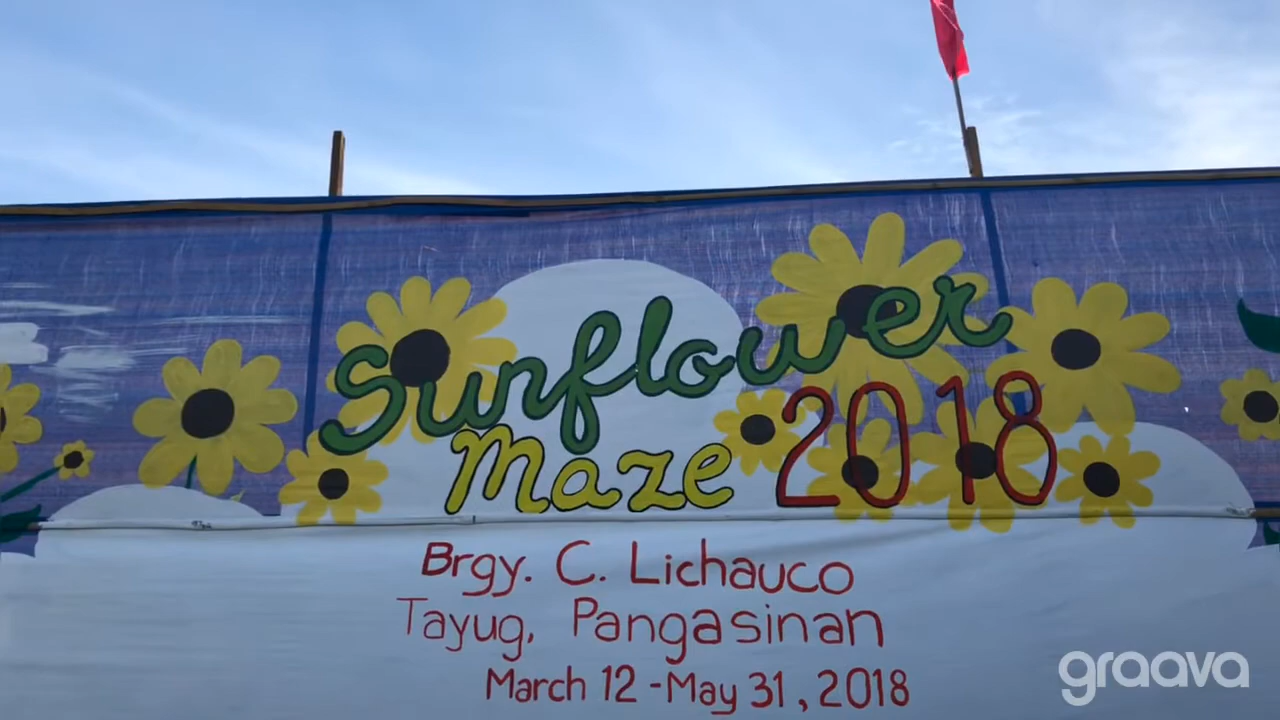 Sunflower
Maze 2018
Brgy. C. Lichauco
Tayug, Pangasinan
March 12 - May 31, 2018
graava